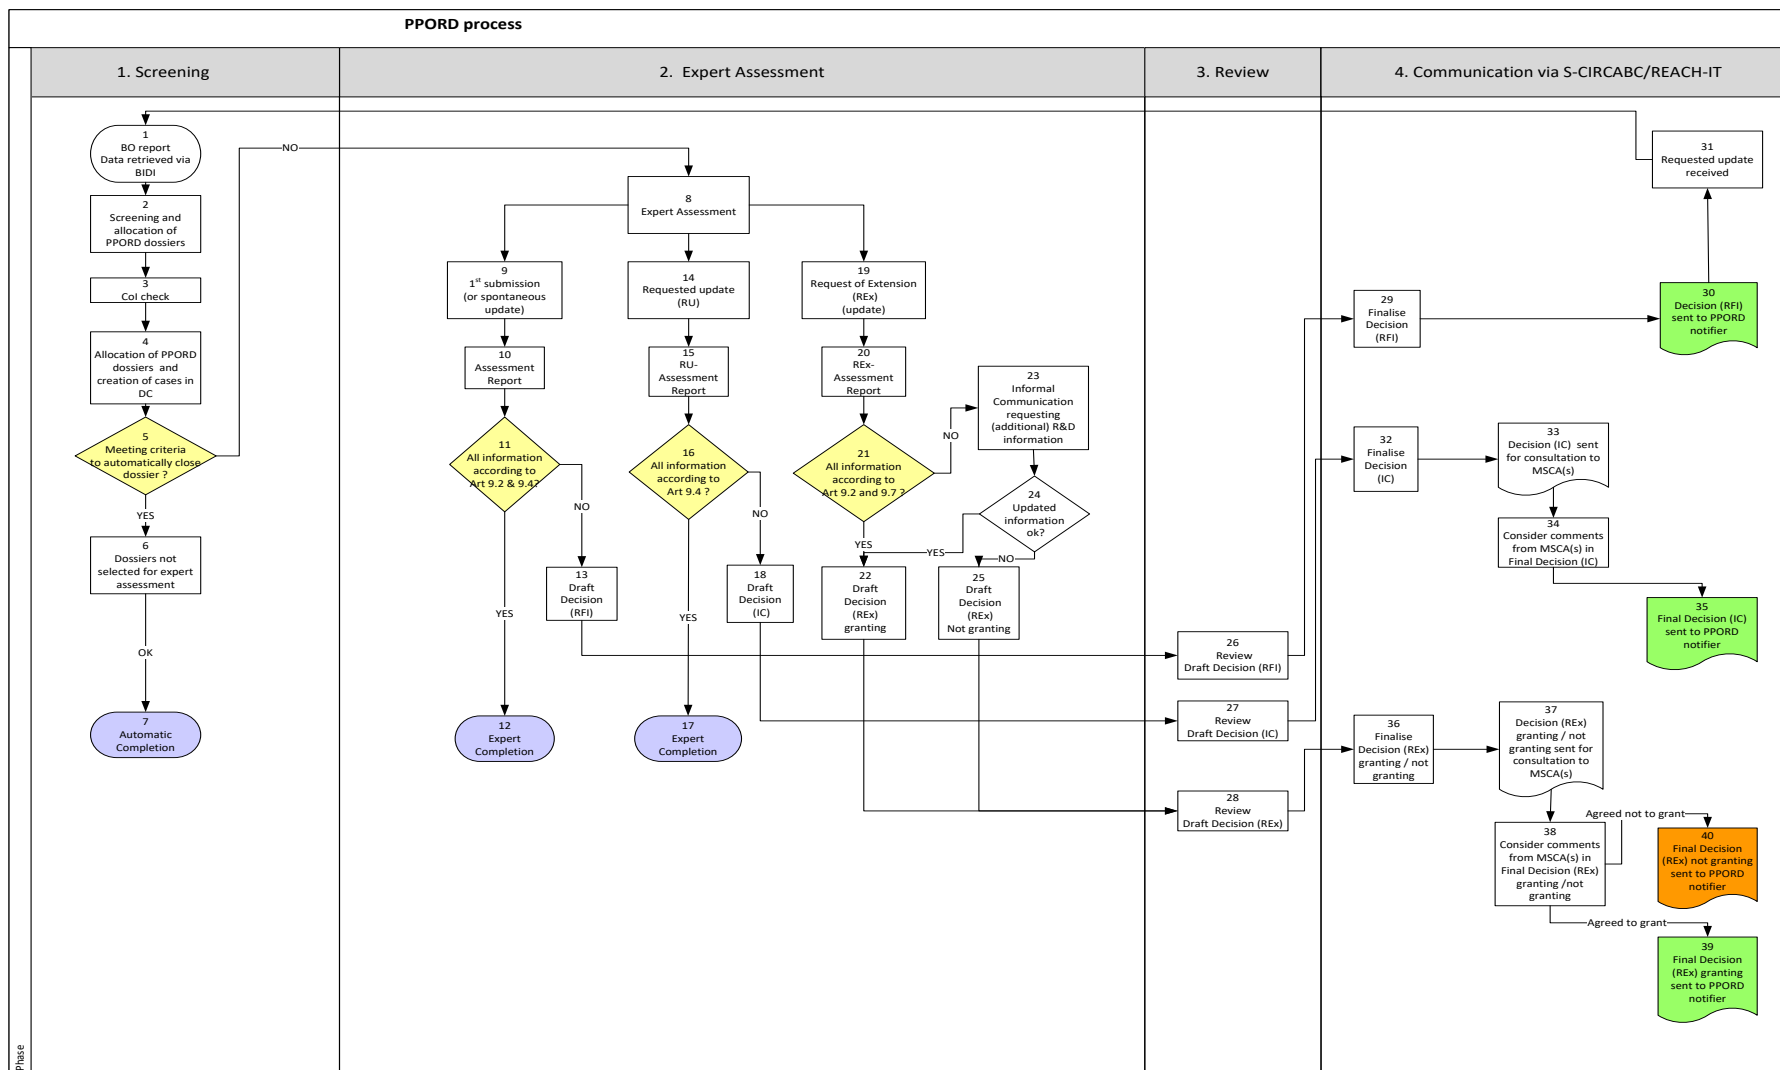 PPORD process
1. Screening
2. Expert Assessment
3. Review
4. Communication via S-CIRCABC/REACH-IT
Phase
1
BO report
Data retrieved via
BIDI
2
Screening and
allocation of
PPORD dossiers
3
CoI check
4
Allocation of PPORD
dossiers and
creation of cases in
DC
5
Meeting criteria
to automatically close
dossier ?
NO
YES
6
Dossiers not
selected for expert
assessment
OK
7
Automatic
Completion
8
Expert Assessment
9
1st submission
(or spontaneous
update)
10
Assessment
Report
11
All information
according to
Art 9.2 & 9.4?
NO
YES
12
Expert
Completion
13
Draft
Decision
(RFI)
14
Requested update
(RU)
15
RU-
Assessment
Report
16
All information
according to
Art 9.4 ?
NO
YES
17
Expert
Completion
18
Draft
Decision
(IC)
19
Request of Extension
(REx)
(update)
20
REx-
Assessment
Report
21
All information
according to
Art 9.2 and 9.7 ?
NO
YES
22
Draft
Decision
(REx)
granting
23
Informal
Communication
requesting
(additional) R&D
information
24
Updated
information
ok?
YES
NO
25
Draft
Decision
(REx)
Not granting
26
Review
Draft Decision (RFI)
27
Review
Draft Decision (IC)
28
Review
Draft Decision (REx)
29
Finalise
Decision
(RFI)
30
Decision (RFI)
sent to PPORD
notifier
31
Requested update
received
32
Finalise
Decision
(IC)
33
Decision (IC) sent
for consultation to
MSCA(s)
34
Consider comments
from MSCA(s) in
Final Decision (IC)
35
Final Decision (IC)
sent to PPORD
notifier
36
Finalise
Decision (REx)
granting / not
granting
37
Decision (REx)
granting / not
granting sent for
consultation to
MSCA(s)
38
Consider comments
from MSCA(s) in
Final Decision (REx)
granting /not
granting
Agreed not to grant
40
Final Decision
(REx) not granting
sent to PPORD
notifier
Agreed to grant
39
Final Decision
(REx) granting
sent to PPORD
notifier